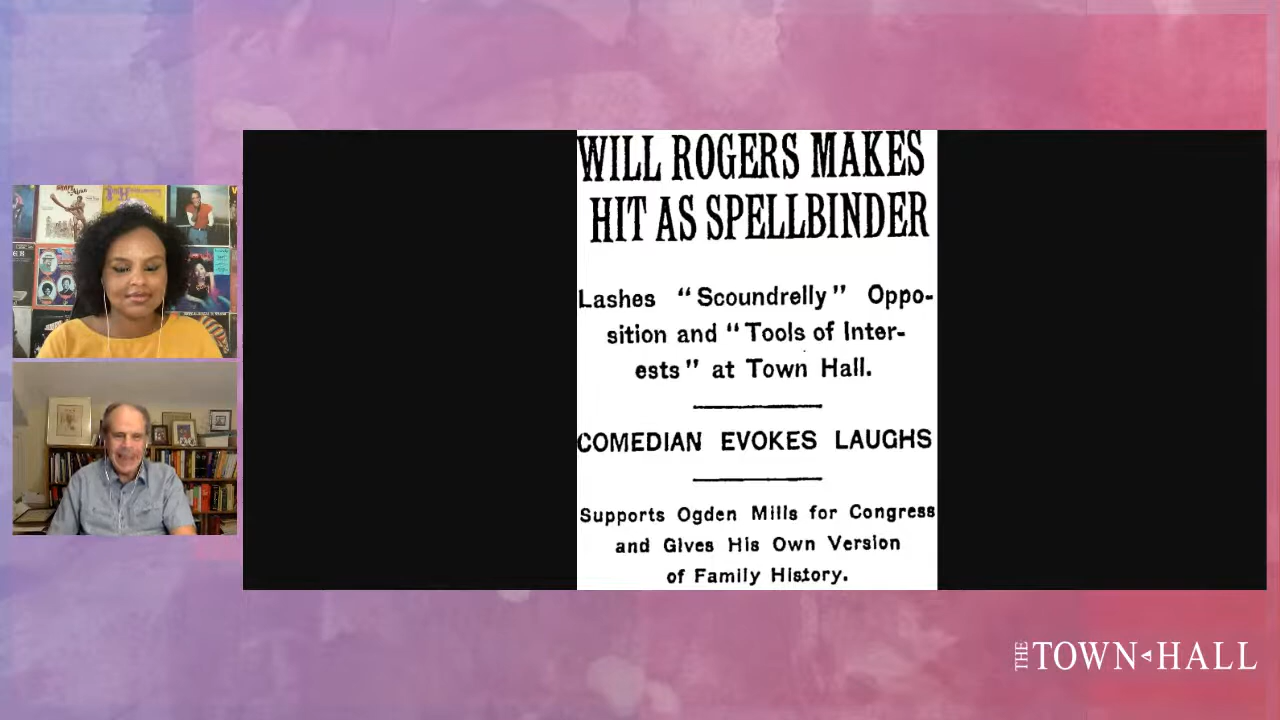 WILL ROGERS MAKES
HIT AS SPELLBINDER
Lashes “Scoundrelly” Oppo-
sition and “Tools of Inter-
ests” at Town Hall.
COMEDIAN EVOKES LAUGHS
Supports Ogden Mills for Congress
and Gives His Own Version
of Family History.
THE TOWN HALL